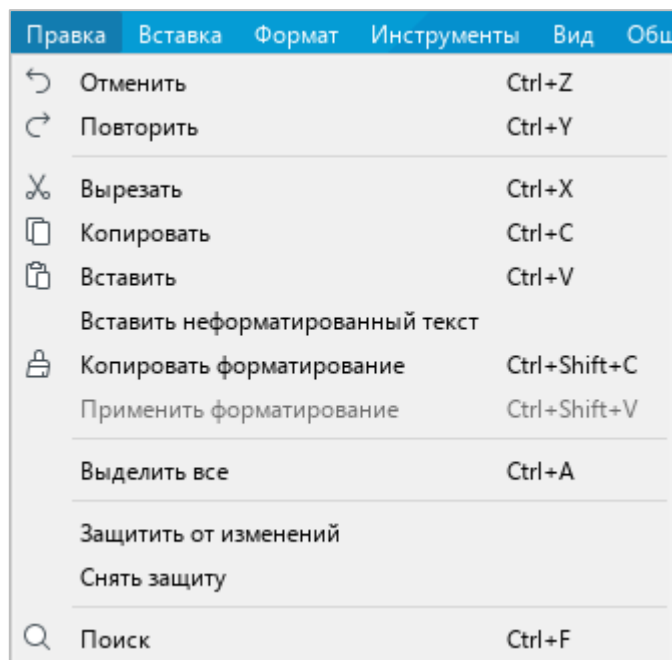 Правка Вставка Формат Инструменты Вид Общ
Отменить Ctrl+Z
Повторить Ctrl+Y
Вырезать Ctrl+X
Копировать Ctrl+C
Вставить Ctrl+V
Вставить неформатированный текст
Копировать форматирование Ctrl+Shift+C
Применить форматирование Ctrl+Shift+V
Выделить все Ctrl+A
Защитить от изменений
Снять защиту
Поиск Ctrl+F